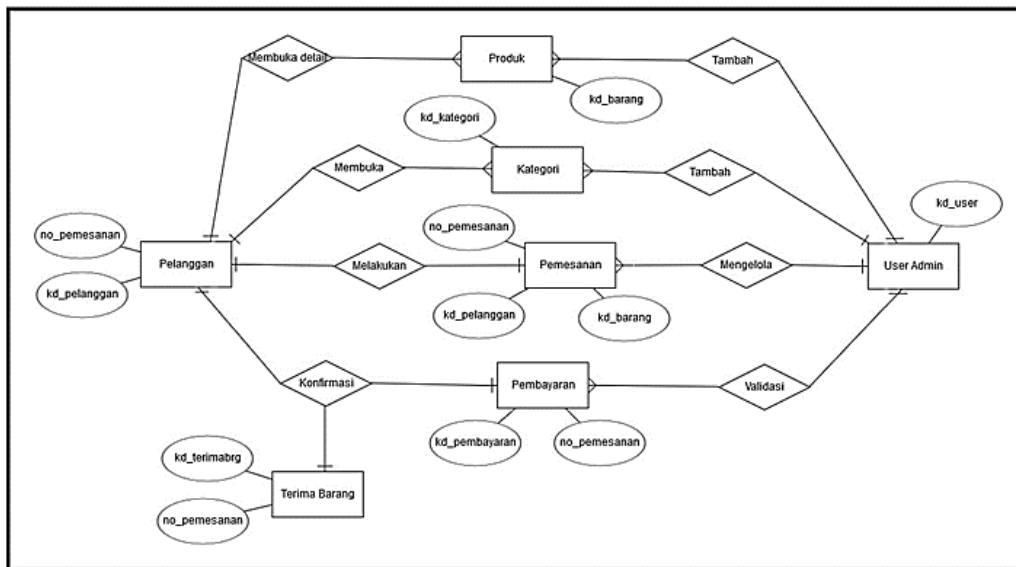 Membuka detail
Produk
Tambah
kd_barang
kd_kategori
Membuka
Kategori
Tambah
kd_user
no_pemesanan
no_pemesanan
Pelanggan
Melakukan
Pemesanan
Mengelola
User Admin
kd_pelanggan
kd_pelanggan
kd_barang
Konfirmasi
Pembayaran
Validasi
kd_pembayaran
no_pemesanan
kd_terimabrg
Terima Barang
no_pemesanan